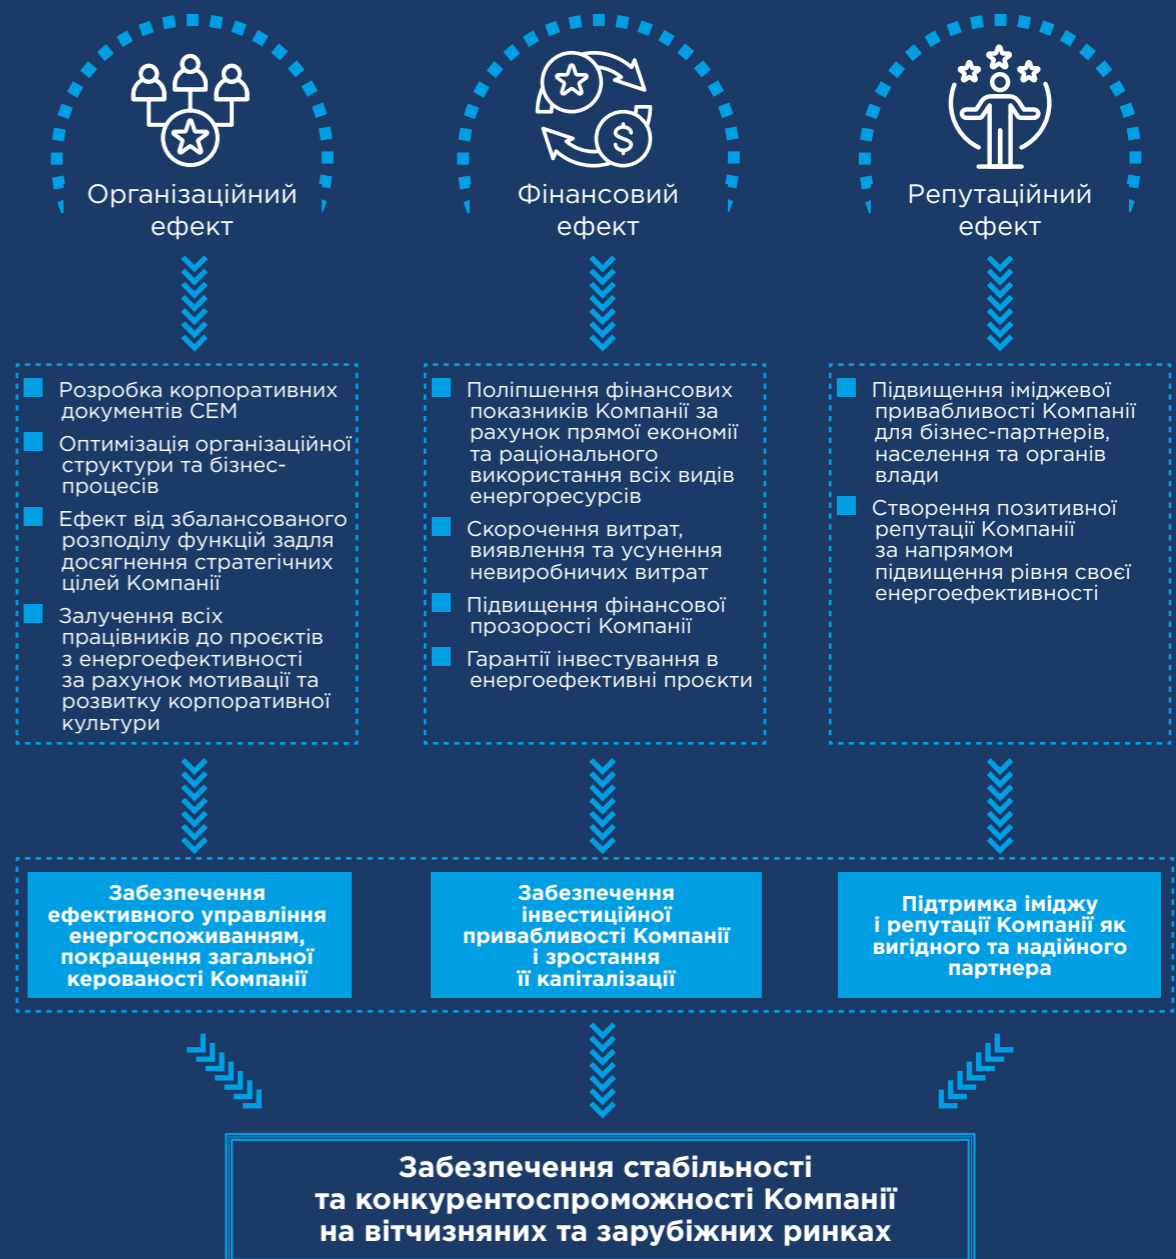 Організаційний
ефект
Фінансовий
ефект
Репутаційний
ефект
Розробка корпоративних
документів СЕМ
Оптимізація організаційної
структури та бізнес-
процесів
Ефект від збалансованого
розподілу функцій задля
досягнення стратегічних
цілей Компанії
Залучення всіх
працівників до проєктів
з енергоефективності
за рахунок мотивації та
розвитку корпоративної
культури
Поліпшення фінансових
показників Компанії за
рахунок прямої економії
та раціонального
використання всіх видів
енергоресурсів
Скорочення витрат,
виявлення та усунення
невиробничих витрат
Підвищення фінансової
прозорості Компанії
Гарантії інвестування в
енергоефективні проєкти
Підвищення іміджевої
привабливості Компанії
для бізнес-партнерів,
населення та органів
влади
Створення позитивної
репутації Компанії
за напрямом
підвищення рівня своєї
енергоефективності
Забезпечення
ефективного управління
енергоспоживанням,
покращення загальної
керованості Компанії
Забезпечення
інвестиційної
привабливості Компанії
і зростання
її капіталізації
Підтримка іміджу
і репутації Компанії як
вигідного та надійного
партнера
Забезпечення стабільності
та конкурентоспроможності Компанії
на вітчизняних та зарубіжних ринках